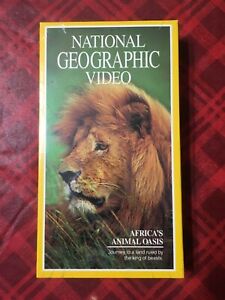 NATIONAL
GEOGRAPHIC
VIDEO
AFRICA'S
ANIMAL OASIS
Journey to a land ruled by
the king of beasts.